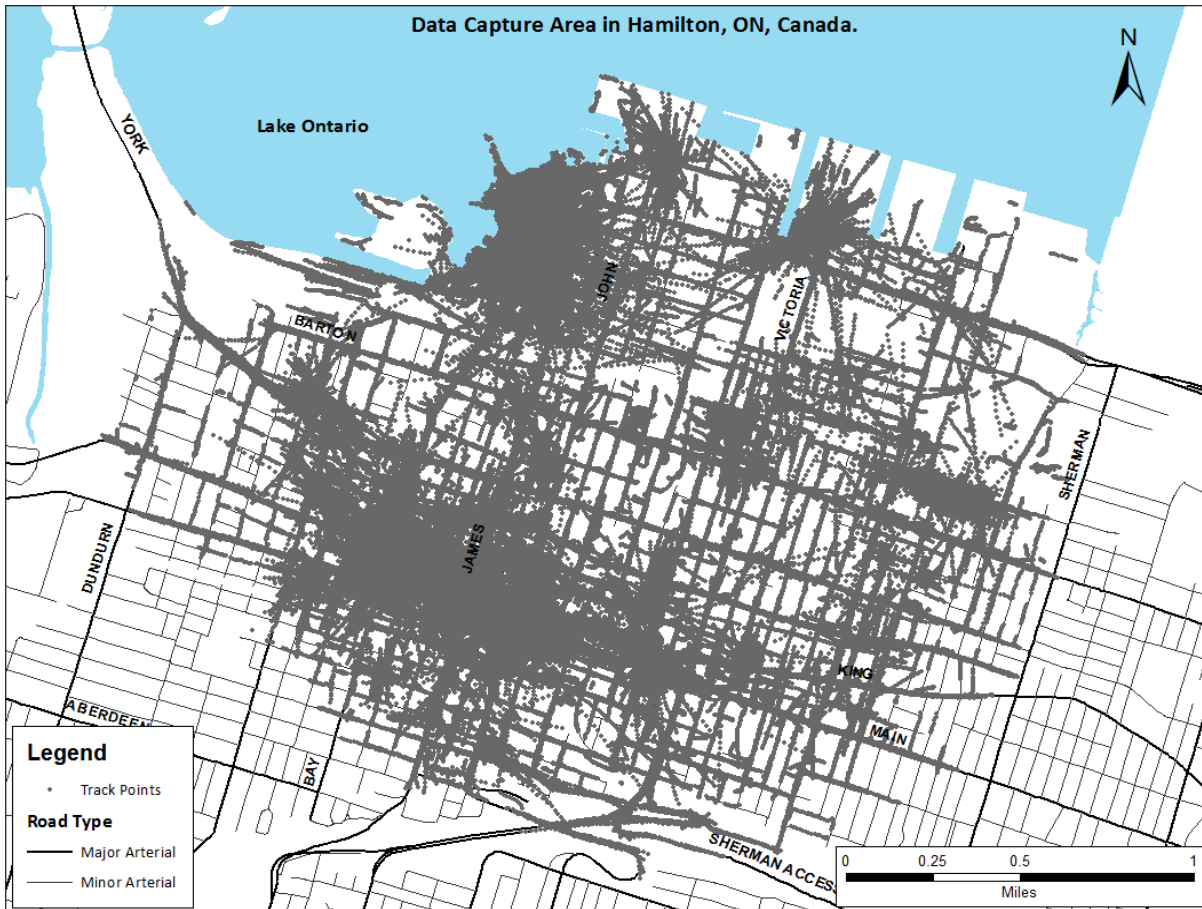 Data Capture Area in Hamilton, ON, Canada.
N
YORK
Lake Ontario
JOHN
VICTORIA
BARTON
SHERMAN
JAMES
DUNDURN
KING
ABERDEEN
MAIN
BAY
SHERMAN ACCESS
Legend
Track Points
Road Type
Major Arterial
Minor Arterial
0 0.25 0.5 1
Miles